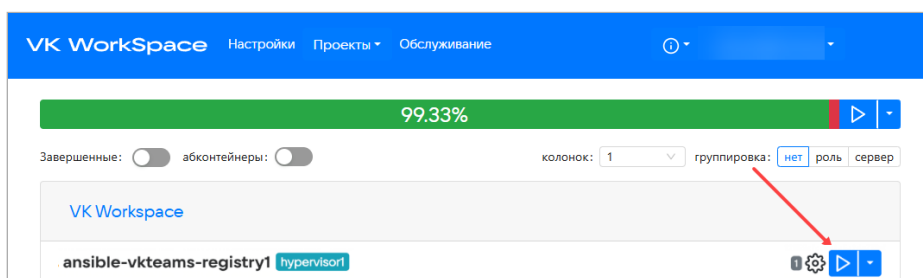 VK WorkSpace Настройки Проекты Обслуживание
99.33%
Завершенные: абконтейнеры: колонок: 1 группировка: нет роль сервер
VK Workspace
ansible-vkteams-registry1 hypervisor1 1